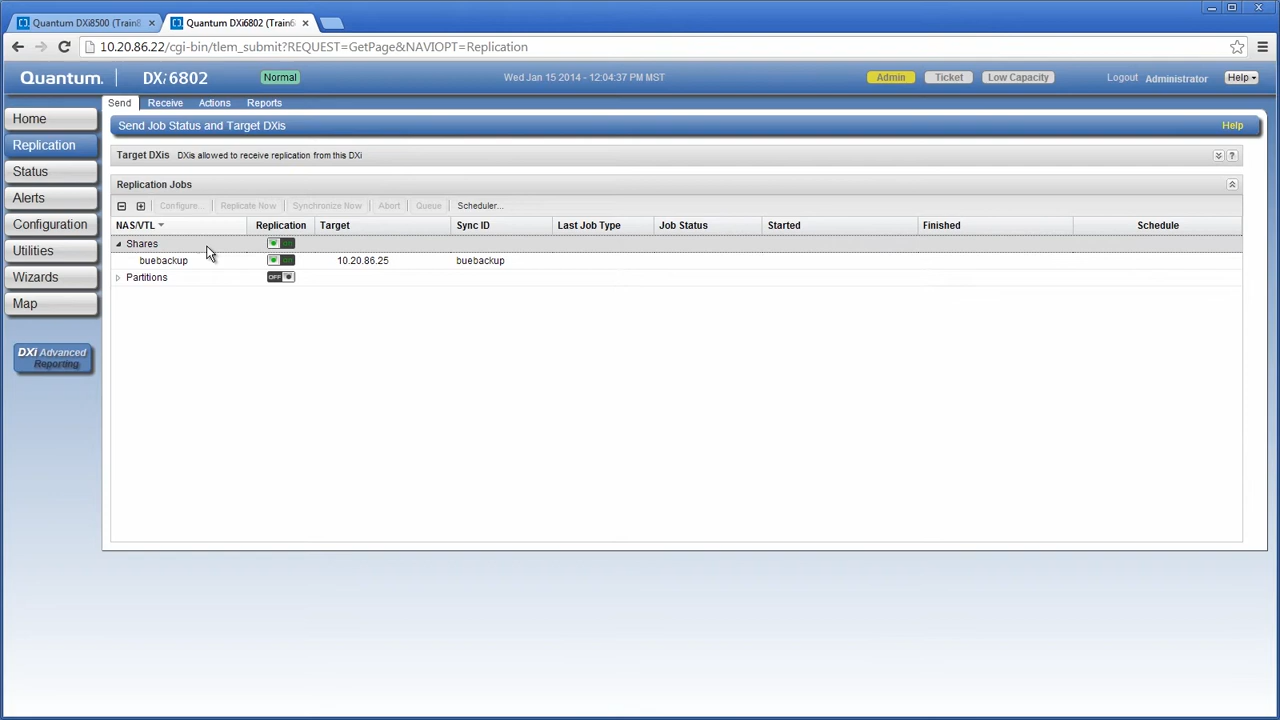 Quantum DXi8500 (Train
Quantum DXi6802 (Train
10.20.86.22/cgi-bin/tlem_submit?REQUEST=GetPage&NAVIOPT=Replication
Quantum. DXi6802 Normal Wed Jan 15 2014 - 12:04:37 PM MST Admin Ticket Low Capacity Logout Administrator Help
Send Receive Actions Reports
Home
Replication
Status
Alerts
Configuration
Utilities
Wizards
Map
DXi Advanced
Reporting
Send Job Status and Target DXis Help
Target DXis DXis allowed to receive replication from this DXi ?
Replication Jobs
Configure... Replicate Now Synchronize Now Abort Queue Scheduler...
NAS/VTL Replication Target Sync ID Last Job Type Job Status Started Finished Schedule
Shares
buebackup 10.20.86.25 buebackup
Partitions OFF